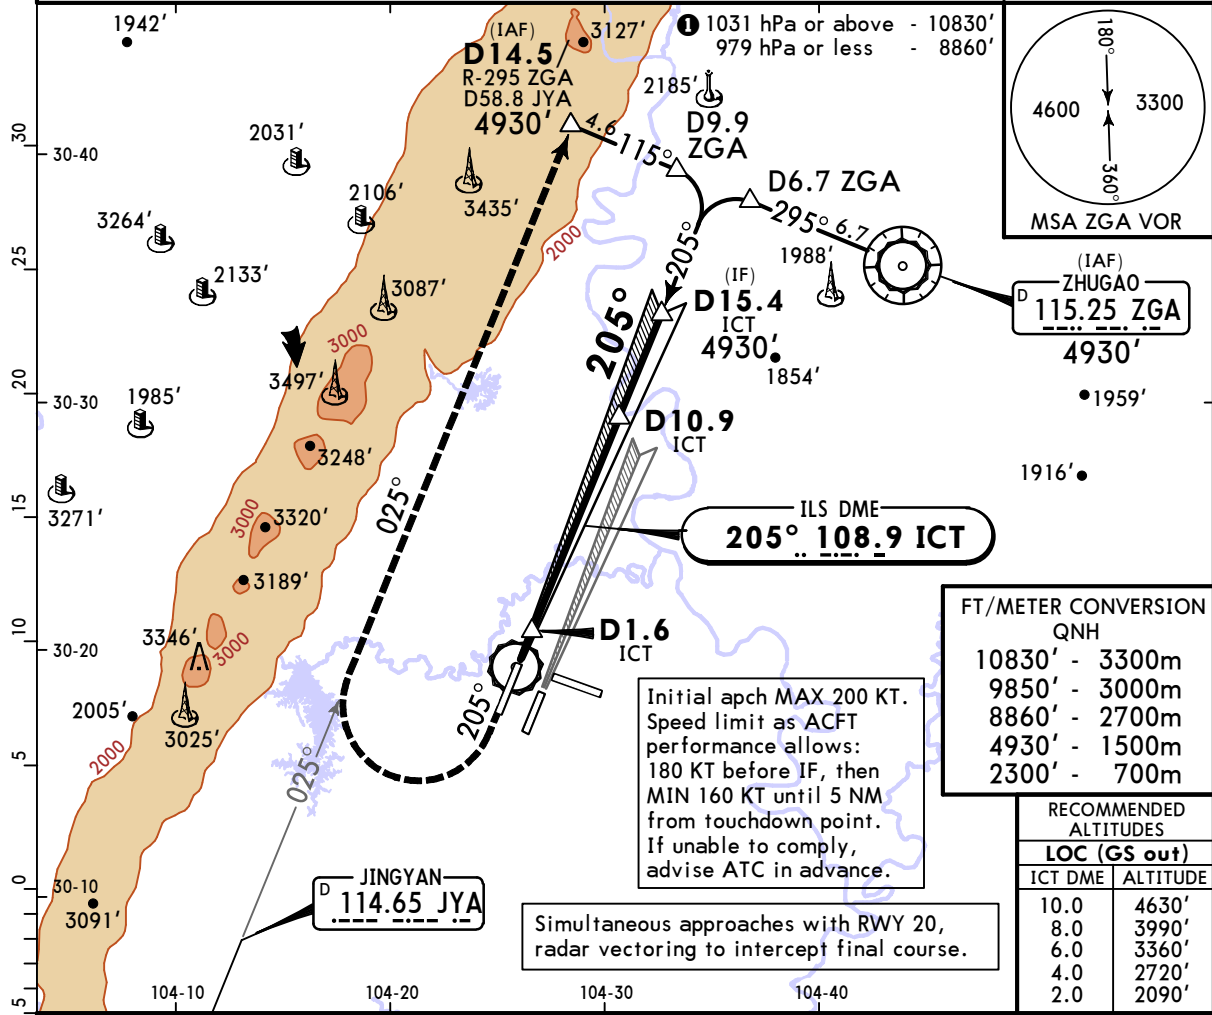 1942'
(IAF)
D14.5
R-295 ZGA
D58.8 JYA
4930'
3127'
❶ 1031 hPa or above - 10830'
979 hPa or less - 8860'
180°
4600
3300
360°
MSA ZGA VOR
2185'
30
30-40
2031'
2106'
3435'
4.6
115°
D9.9
ZGA
D6.7 ZGA
295°
6.7
3264'
2133'
25
2000
205°
1988'
(IAF)
ZHUGAO
D 115.25 ZGA
4930'
3087'
(IF)
D15.4
ICT
4930'
205°
3000
3497'
1854'
20
30-30
1985'
1959'
D10.9
ICT
3248'
1916'
3271'
15
3000
3320'
025°
ILS DME
205° 108.9 ICT
3189'
FT/METER CONVERSION
QNH
10830' - 3300m
9850' - 3000m
8860' - 2700m
4930' - 1500m
2300' - 700m
10
30-20
3346'
3000
D1.6
ICT
2005'
3025'
2000
205°
025°
5
Initial apch MAX 200 KT.
Speed limit as ACFT
performance allows:
180 KT before IF, then
MIN 160 KT until 5 NM
from touchdown point.
If unable to comply,
advise ATC in advance.
RECOMMENDED
ALTITUDES
LOC (GS out)
ICT DME ALTITUDE
10.0 4630'
8.0 3990'
6.0 3360'
4.0 2720'
2.0 2090'
0
30-10
3091'
JINGYAN
D 114.65 JYA
Simultaneous approaches with RWY 20,
radar vectoring to intercept final course.
5
104-10
104-20
104-30
104-40